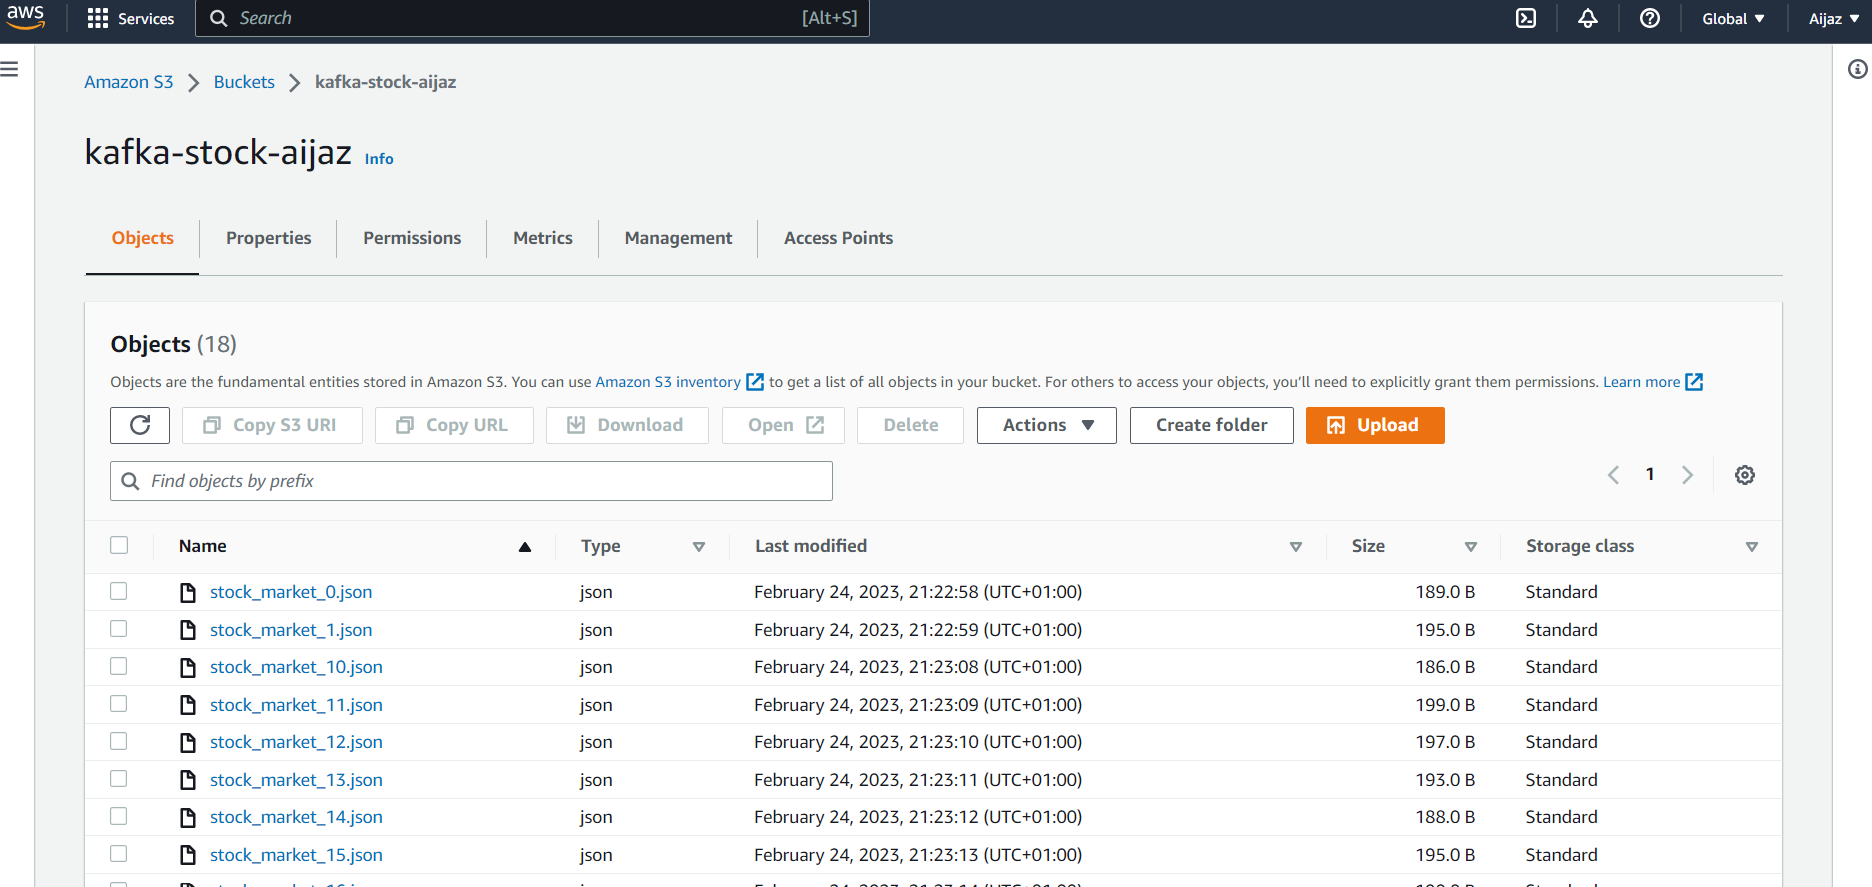 aws
Services
Search
[Alt+S]
Global
Aijaz
Amazon S3
Buckets
kafka-stock-aijaz
kafka-stock-aijaz Info
Objects
Properties
Permissions
Metrics
Management
Access Points
Objects (18)
Objects are the fundamental entities stored in Amazon S3. You can use Amazon S3 inventory to get a list of all objects in your bucket. For others to access your objects, you'll need to explicitly grant them permissions. Learn more
Copy S3 URI
Copy URL
Download
Open
Delete
Actions
Create folder
Upload
Find objects by prefix
1
Name Type Last modified Size Storage class
stock_market_0.json json February 24, 2023, 21:22:58 (UTC+01:00) 189.0 B Standard
stock_market_1.json json February 24, 2023, 21:22:59 (UTC+01:00) 195.0 B Standard
stock_market_10.json json February 24, 2023, 21:23:08 (UTC+01:00) 186.0 B Standard
stock_market_11.json json February 24, 2023, 21:23:09 (UTC+01:00) 199.0 B Standard
stock_market_12.json json February 24, 2023, 21:23:10 (UTC+01:00) 197.0 B Standard
stock_market_13.json json February 24, 2023, 21:23:11 (UTC+01:00) 193.0 B Standard
stock_market_14.json json February 24, 2023, 21:23:12 (UTC+01:00) 188.0 B Standard
stock_market_15.json json February 24, 2023, 21:23:13 (UTC+01:00) 195.0 B Standard